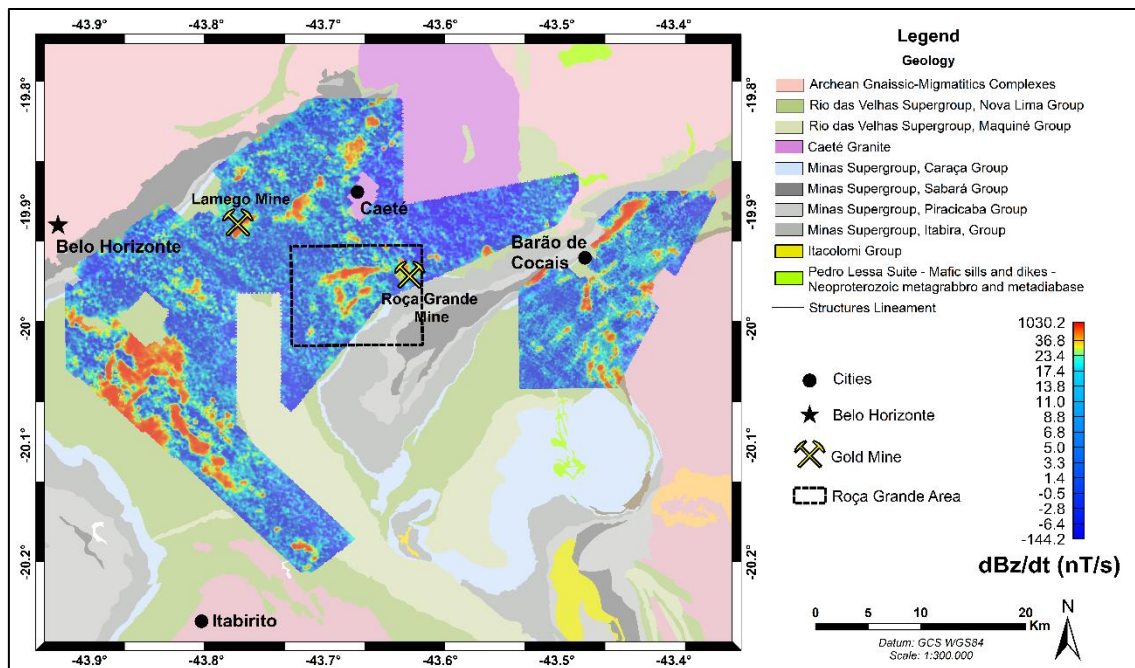 -43.9° -43.8° -43.7° -43.6° -43.5° -43.4°
-19.8°
-19.9°
-20°
-20.1°
-20.2°
-19.8°
-19.9°
-20°
-20.1°
-20.2°
Lamego Mine
Caeté
Belo Horizonte
Barão de
Cocais
Roça Grande
Mine
Itabirito
-43.9° -43.8° -43.7° -43.6° -43.5° -43.4°
Legend
Geology
Archean Gnaissic-Migmatitics Complexes
Rio das Velhas Supergroup, Nova Lima Group
Rio das Velhas Supergroup, Maquiné Group
Caeté Granite
Minas Supergroup, Caraça Group
Minas Supergroup, Sabará Group
Minas Supergroup, Piracicaba Group
Minas Supergroup, Itabira, Group
Itacolomi Group
Pedro Lessa Suite - Mafic sills and dikes -
Neoproterozoic metagrabbro and metadiabase
Structures Lineament
Cities
Belo Horizonte
Gold Mine
Roça Grande Area
1030.2
36.8
23.4
17.4
13.8
11.0
8.8
6.8
5.0
3.3
1.4
-0.5
-2.8
-6.4
-144.2
dBz/dt (nT/s)
0 5 10 20
Km
Datum: GCS WGS84
Scale: 1:300.000
N